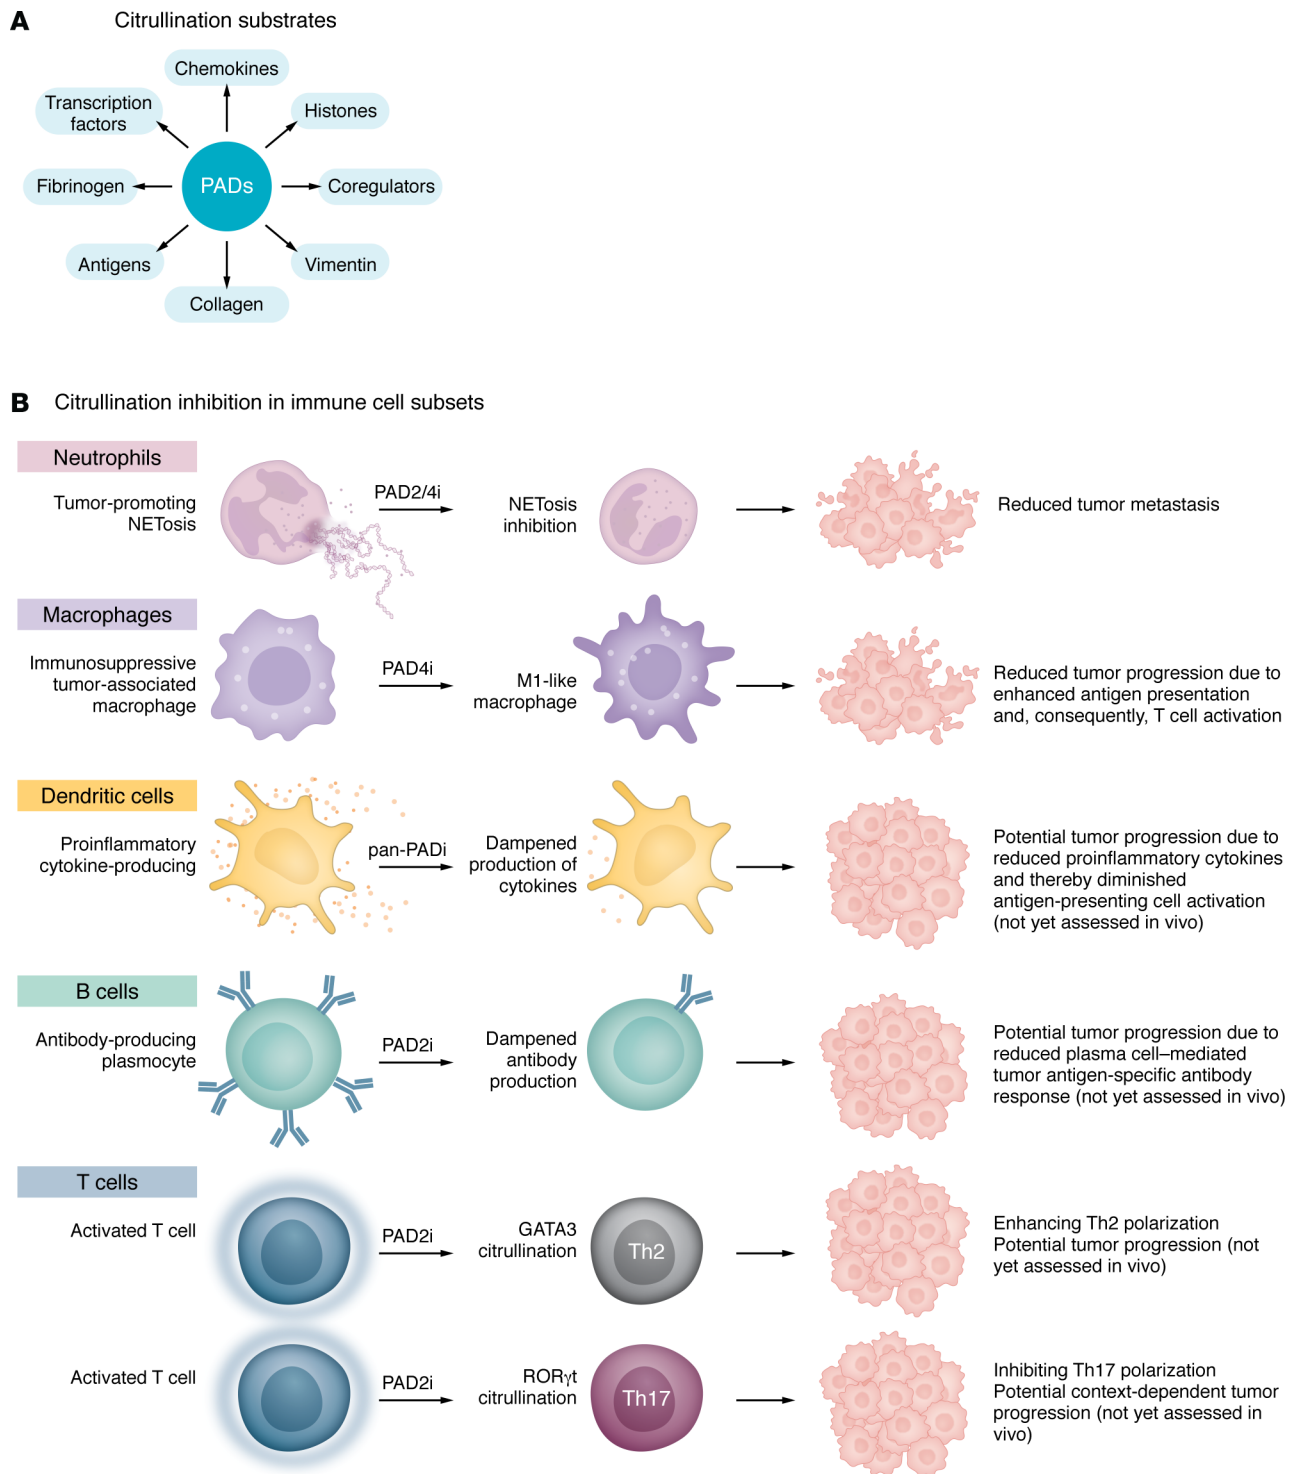 A
Citrullination substrates
Chemokines
Transcription
factors
Histones
Fibrinogen
PADs
Coregulators
Antigens
Vimentin
Collagen
B
Citrullination inhibition in immune cell subsets
Neutrophils
Tumor-promoting
NETosis
PAD2/4i
NETosis
inhibition
Reduced tumor metastasis
Macrophages
Immunosuppressive
tumor-associated
macrophage
PAD4i
M1-like
macrophage
Reduced tumor progression due to
enhanced antigen presentation
and, consequently, T cell activation
Dendritic cells
Proinflammatory
cytokine-producing
pan-PADi
Dampened
production of
cytokines
Potential tumor progression due to
reduced proinflammatory cytokines
and thereby diminished
antigen-presenting cell activation
(not yet assessed in vivo)
B cells
Antibody-producing
plasmocyte
PAD2i
Dampened
antibody
production
Potential tumor progression due to
reduced plasma cell–mediated
tumor antigen-specific antibody
response (not yet assessed in vivo)
T cells
Activated T cell
PAD2i
GATA3
citrullination
Th2
Enhancing Th2 polarization
Potential tumor progression (not
yet assessed in vivo)
Activated T cell
PAD2i
RORγt
citrullination
Th17
Inhibiting Th17 polarization
Potential context-dependent tumor
progression (not yet assessed in
vivo)